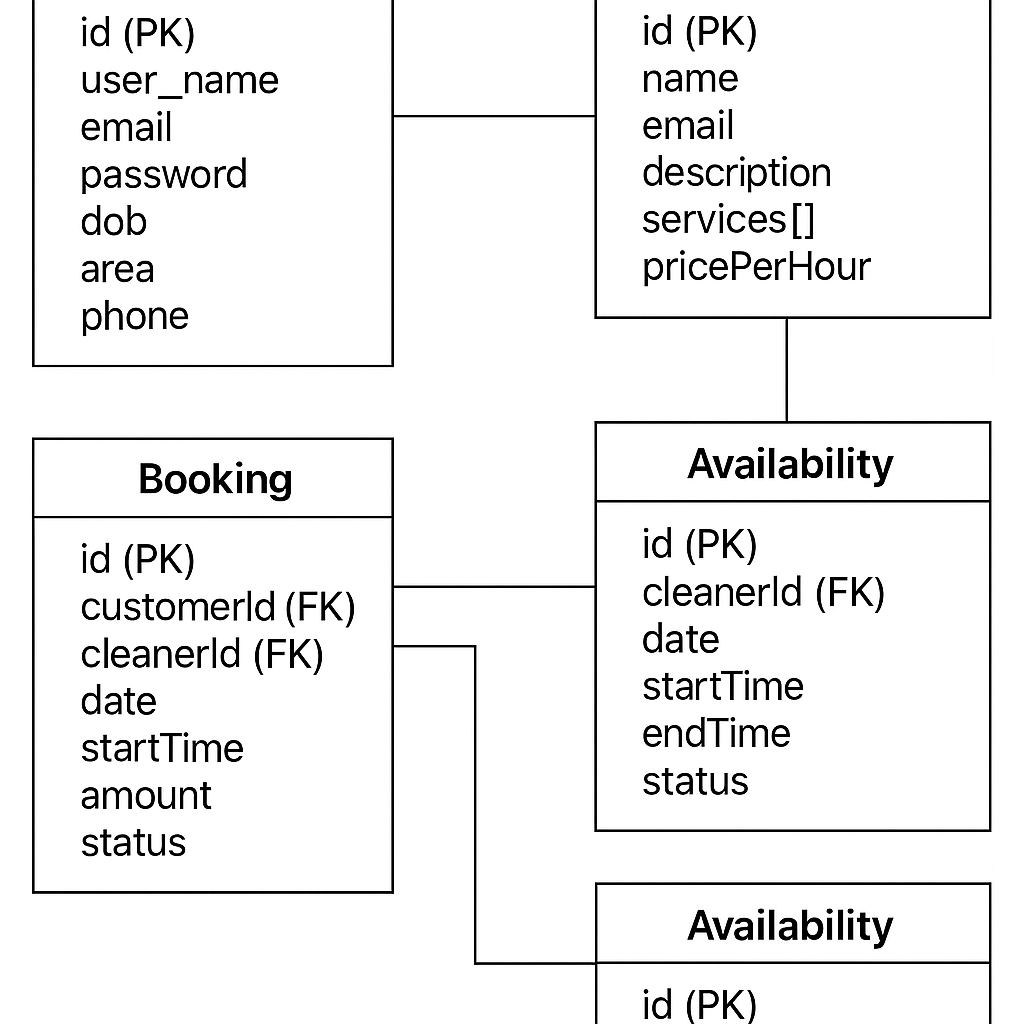 id (PK)
user_name
email
password
dob
area
phone
id (PK)
name
email
description
services[]
pricePerHour
Booking
id (PK)
customerId (FK)
cleanerId (FK)
date
startTime
amount
status
Availability
id (PK)
cleanerId (FK)
date
startTime
endTime
status
Availability
id (PK)